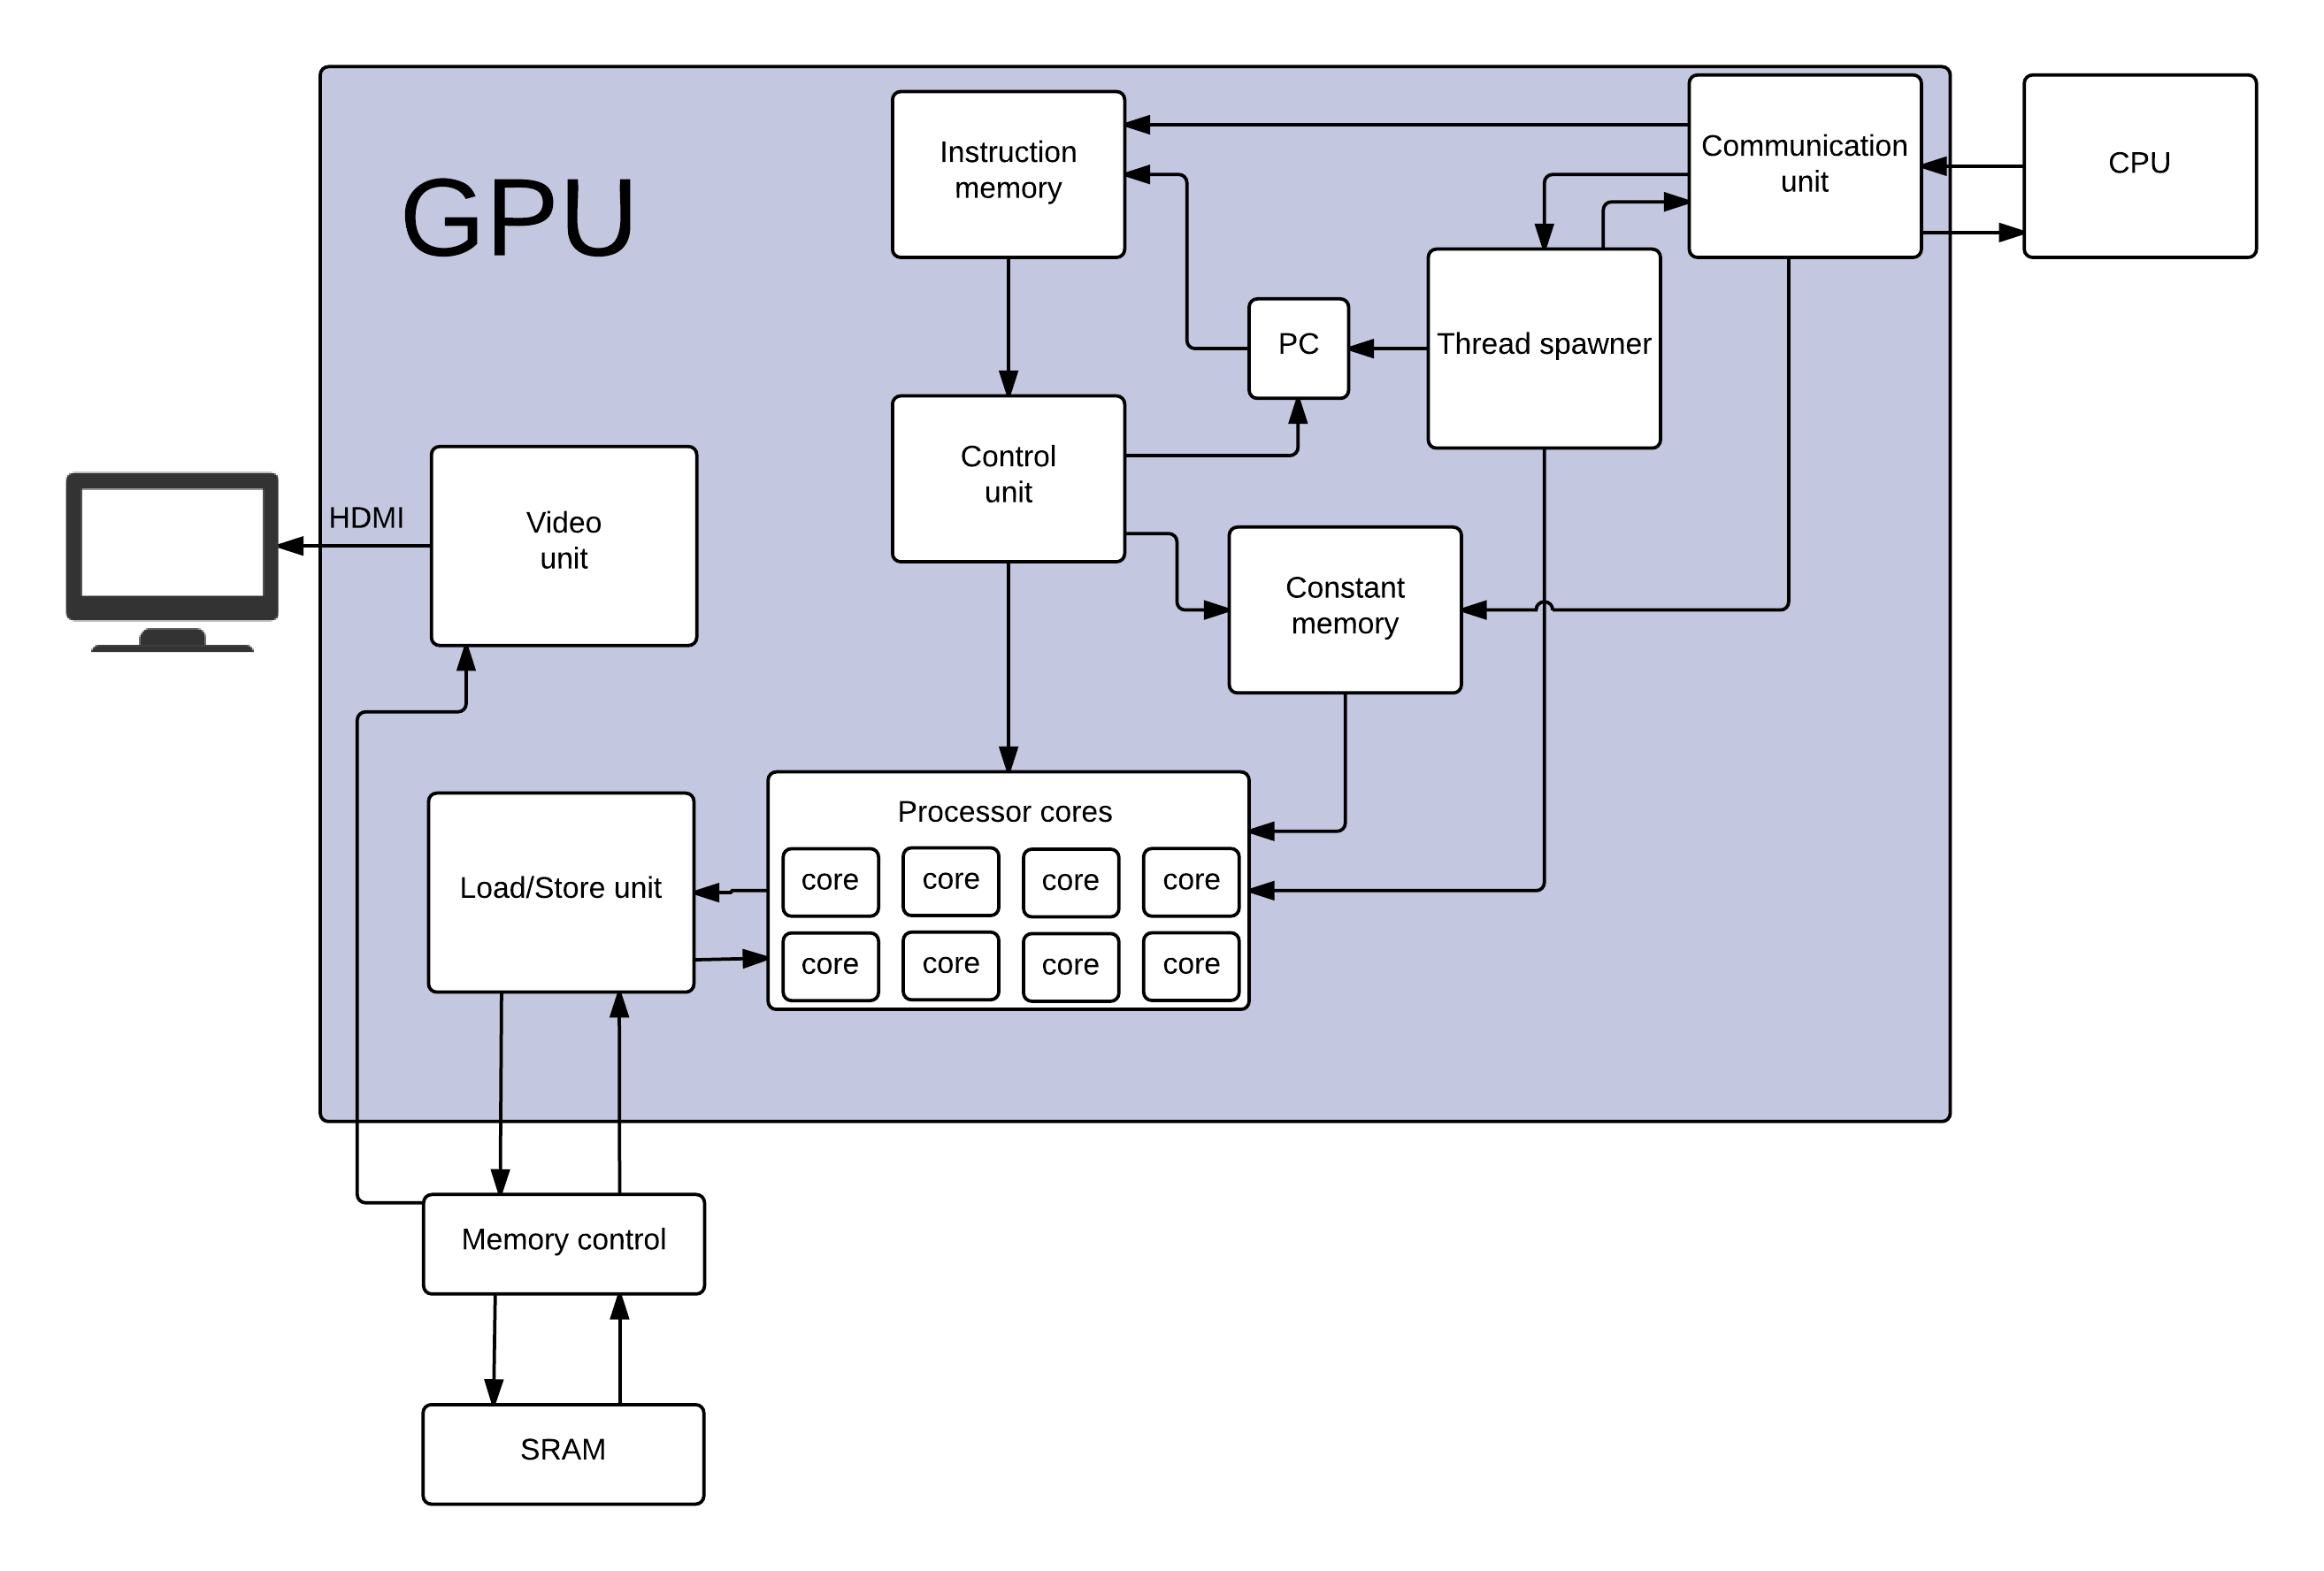 GPU
Instruction
memory
Communication
unit
CPU
PC
Thread spawner
Control
unit
HDMI
Video
unit
Constant
memory
Processor cores
Load/Store unit
core
core
core
core
core
core
core
core
Memory control
SRAM